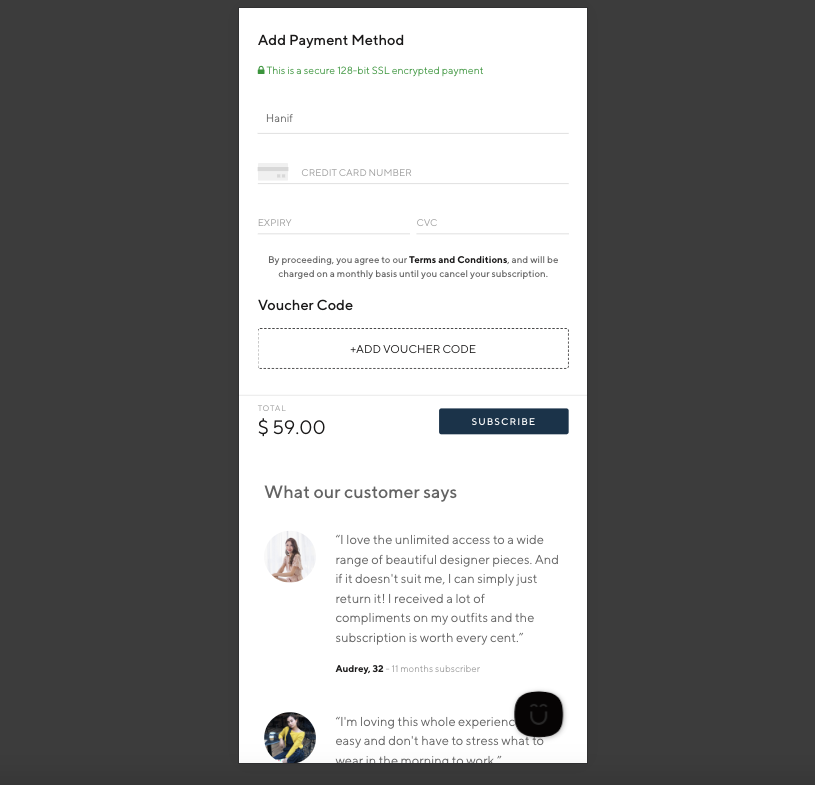 Add Payment Method
This is a secure 128-bit SSL encrypted payment
Hanif
CREDIT CARD NUMBER
EXPIRY CVC
By proceeding, you agree to our Terms and Conditions, and will be
charged on a monthly basis until you cancel your subscription.
Voucher Code
+ADD VOUCHER CODE
TOTAL
$ 59.00
SUBSCRIBE
What our customer says
“I love the unlimited access to a wide
range of beautiful designer pieces. And
if it doesn't suit me, I can simply just
return it! I received a lot of
compliments on my outfits and the
subscription is worth every cent.”
Audrey, 32 - 11 months subscriber
“I'm loving this whole
easy and don't have to stress what to
wear in the morning to work.”